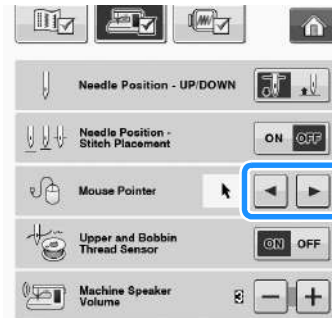 Needle Position - UP/DOWN
Needle Position -
Stitch Placement
ON OFF
Mouse Pointer
Upper and Bobbin
Thread Sensor
ON OFF
Machine Speaker
Volume
3